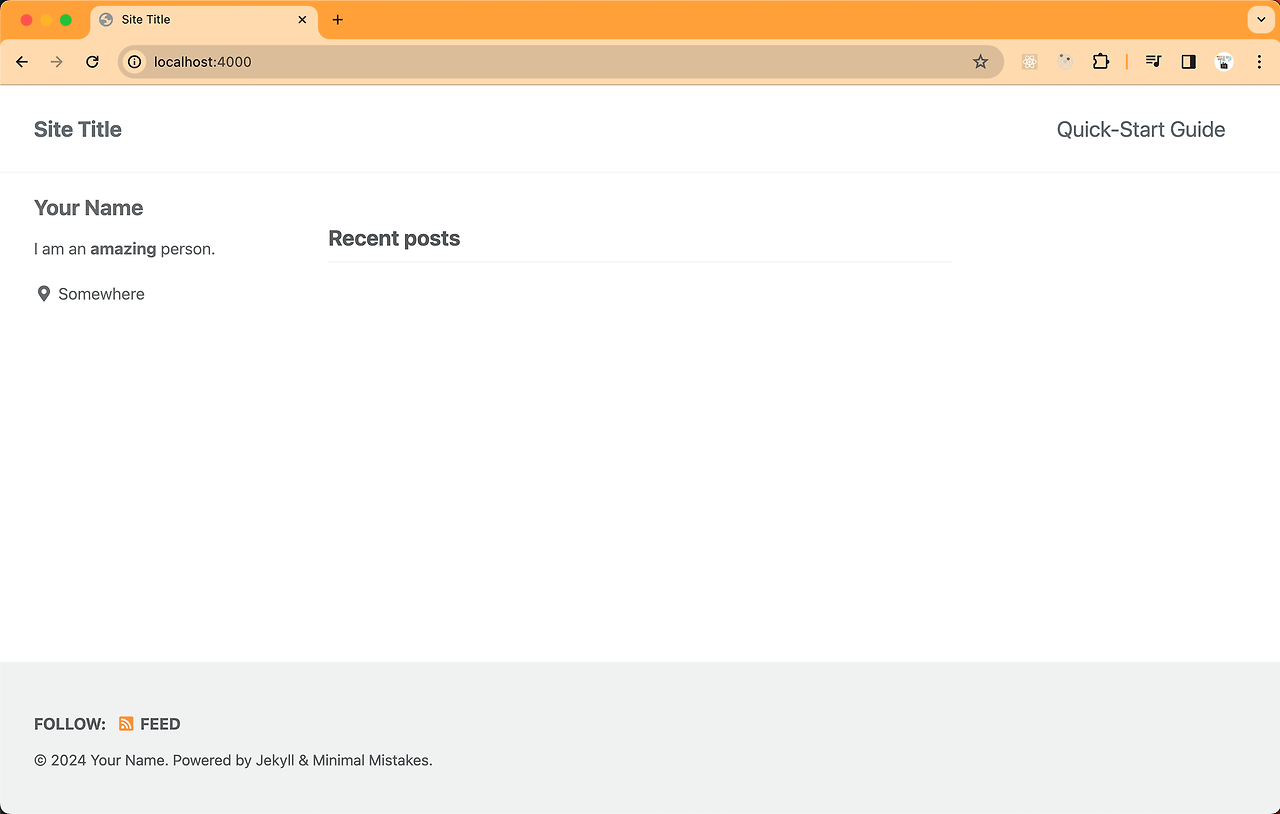 Site Title
localhost:4000
Site Title
Quick-Start Guide
Your Name
I am an amazing person.
Somewhere
Recent posts
FOLLOW: FEED
© 2024 Your Name. Powered by Jekyll & Minimal Mistakes.